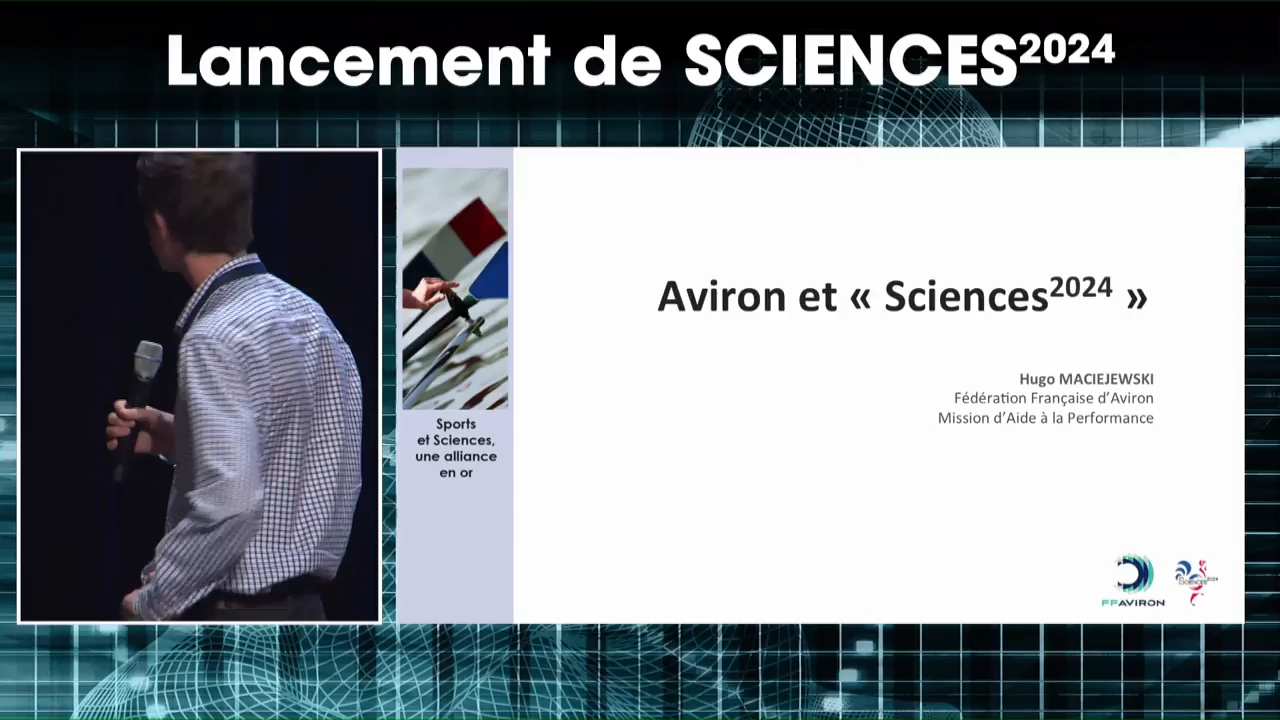 Lancement de SCIENCES²⁰²⁴
Aviron et « Sciences²⁰²⁴ »
Hugo MACIEJEWSKI
Fédération Française d'Aviron
Mission d'Aide à la Performance
Sports
et Sciences,
une alliance
en or
FFAVIRON